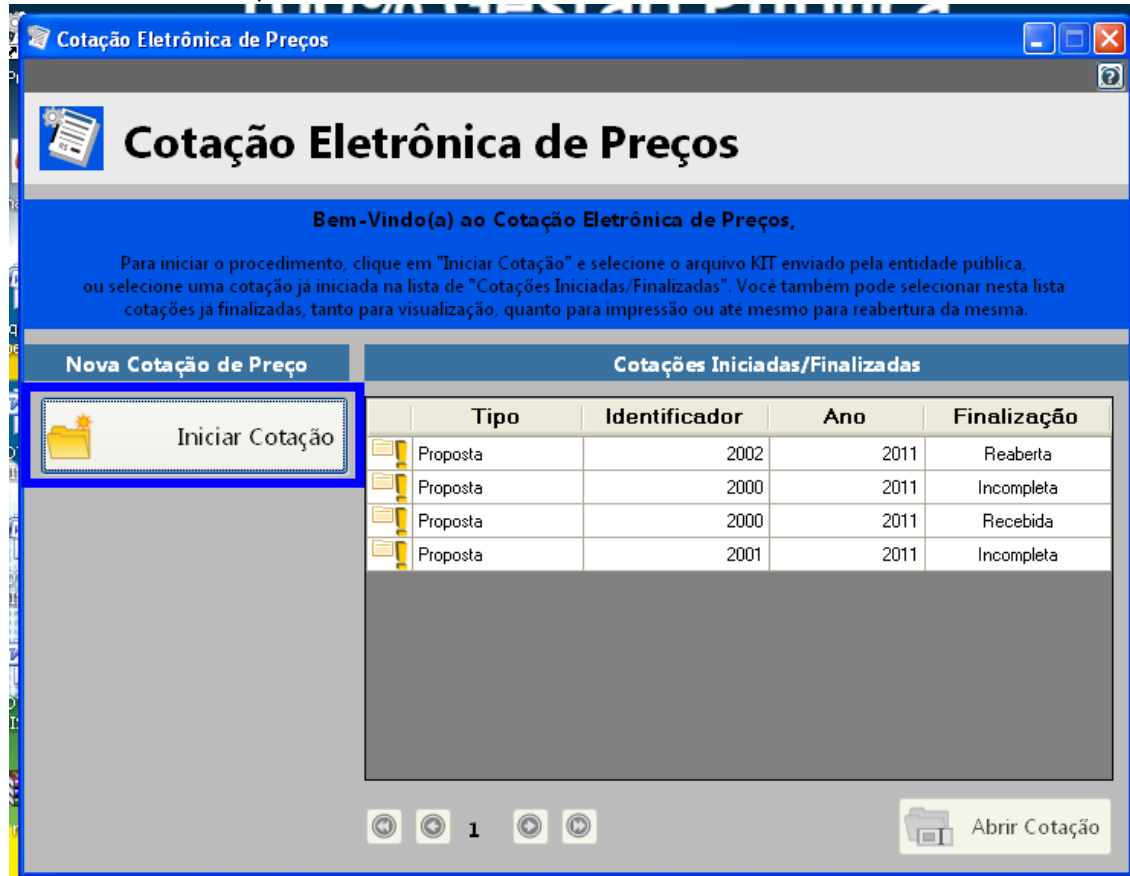 100% Gestão Pública
Cotação Eletrônica de Preços
Cotação Eletrônica de Preços
Bem-Vindo(a) ao Cotação Eletrônica de Preços,
Para iniciar o procedimento, clique em "Iniciar Cotação" e selecione o arquivo KIT enviado pela entidade publica,
ou selecione uma cotação já iniciada na lista de "Cotações Iniciadas/Finalizadas". Você também pode selecionar nesta lista
cotações já finalizadas, tanto para visualização, quanto para impressão ou até mesmo para reabertura da mesma.
Nova Cotação de Preço
Iniciar Cotação
Cotações Iniciadas/Finalizadas
Tipo Identificador Ano Finalização
Proposta 2002 2011 Reaberta
Proposta 2000 2011 Incompleta
Proposta 2000 2011 Recebida
Proposta 2001 2011 Incompleta
1
Abrir Cotação